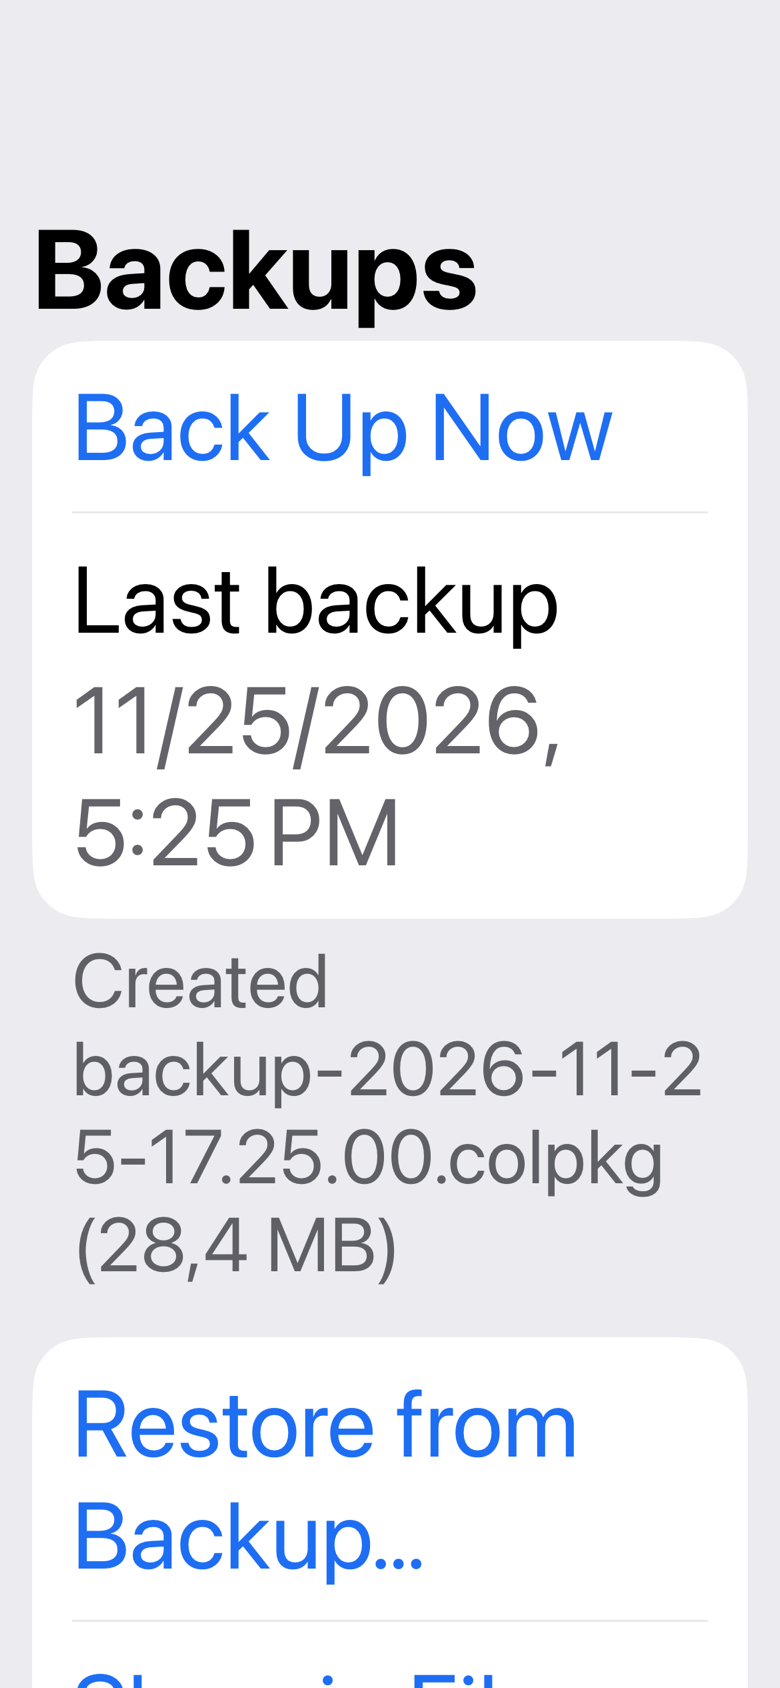 Backups
Back Up Now
Last backup
11/25/2026,
5:25 PM
Created
backup-2026-11-2
5-17.25.00.colpkg
(28,4 MB)
Restore from
Backup...